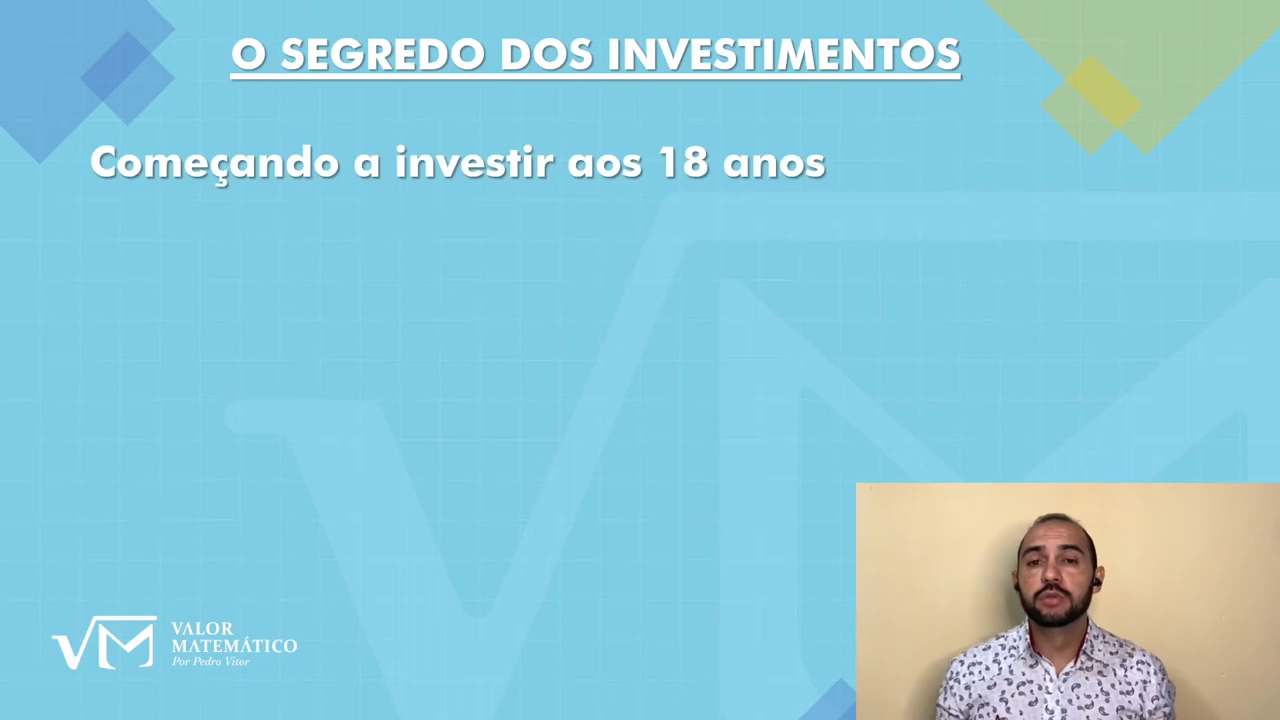 O SEGREDO DOS INVESTIMENTOS
Começando a investir aos 18 anos
VALOR
MATEMÁTICO
Por Pedro Vitor